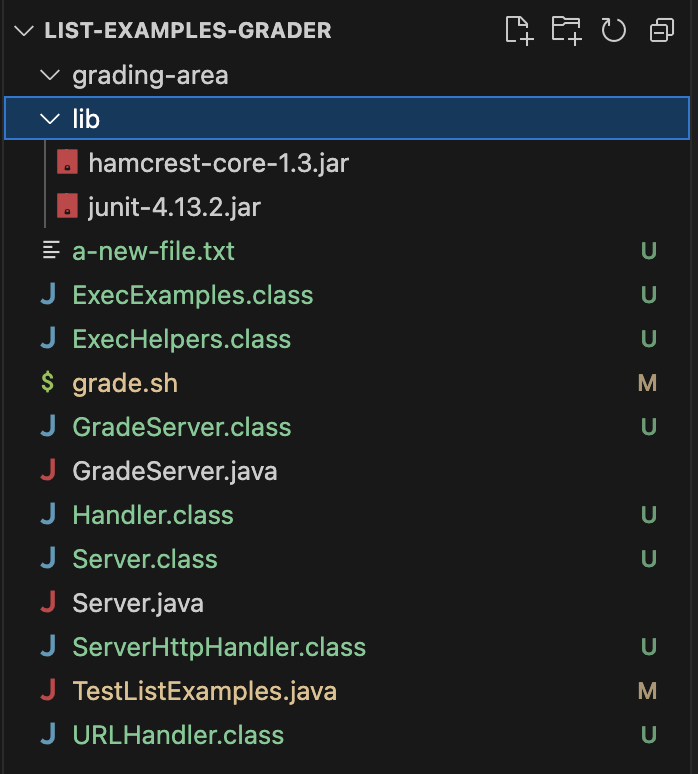 LIST-EXAMPLES-GRADER
grading-area
lib
hamcrest-core-1.3.jar
junit-4.13.2.jar
a-new-file.txt U
J ExecExamples.class U
J ExecHelpers.class U
$ grade.sh M
J GradeServer.class U
J GradeServer.java
J Handler.class U
J Server.class U
J Server.java
J ServerHttpHandler.class U
J TestListExamples.java M
J URLHandler.class U